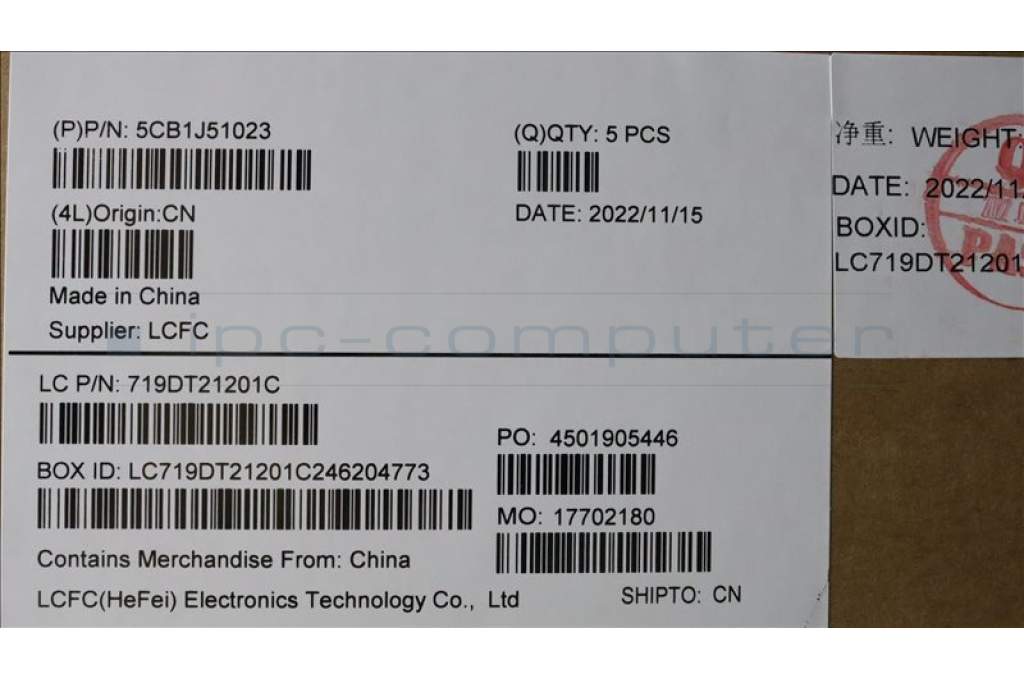 (P)P/N: 5CB1J51023
(4L)Origin:CN
Made in China
Supplier: LCFC
(Q)QTY: 5 PCS
DATE: 2022/11/15
净重: WEIGHT:
DATE: 2022/11/
BOXID:
LC719DT21201
ipc-computer
LC P/N: 719DT21201C
BOX ID: LC719DT21201C246204773
Contains Merchandise From: China
LCFC(HeFei) Electronics Technology Co., Ltd
PO: 4501905446
MO: 17702180
SHIPTO: CN